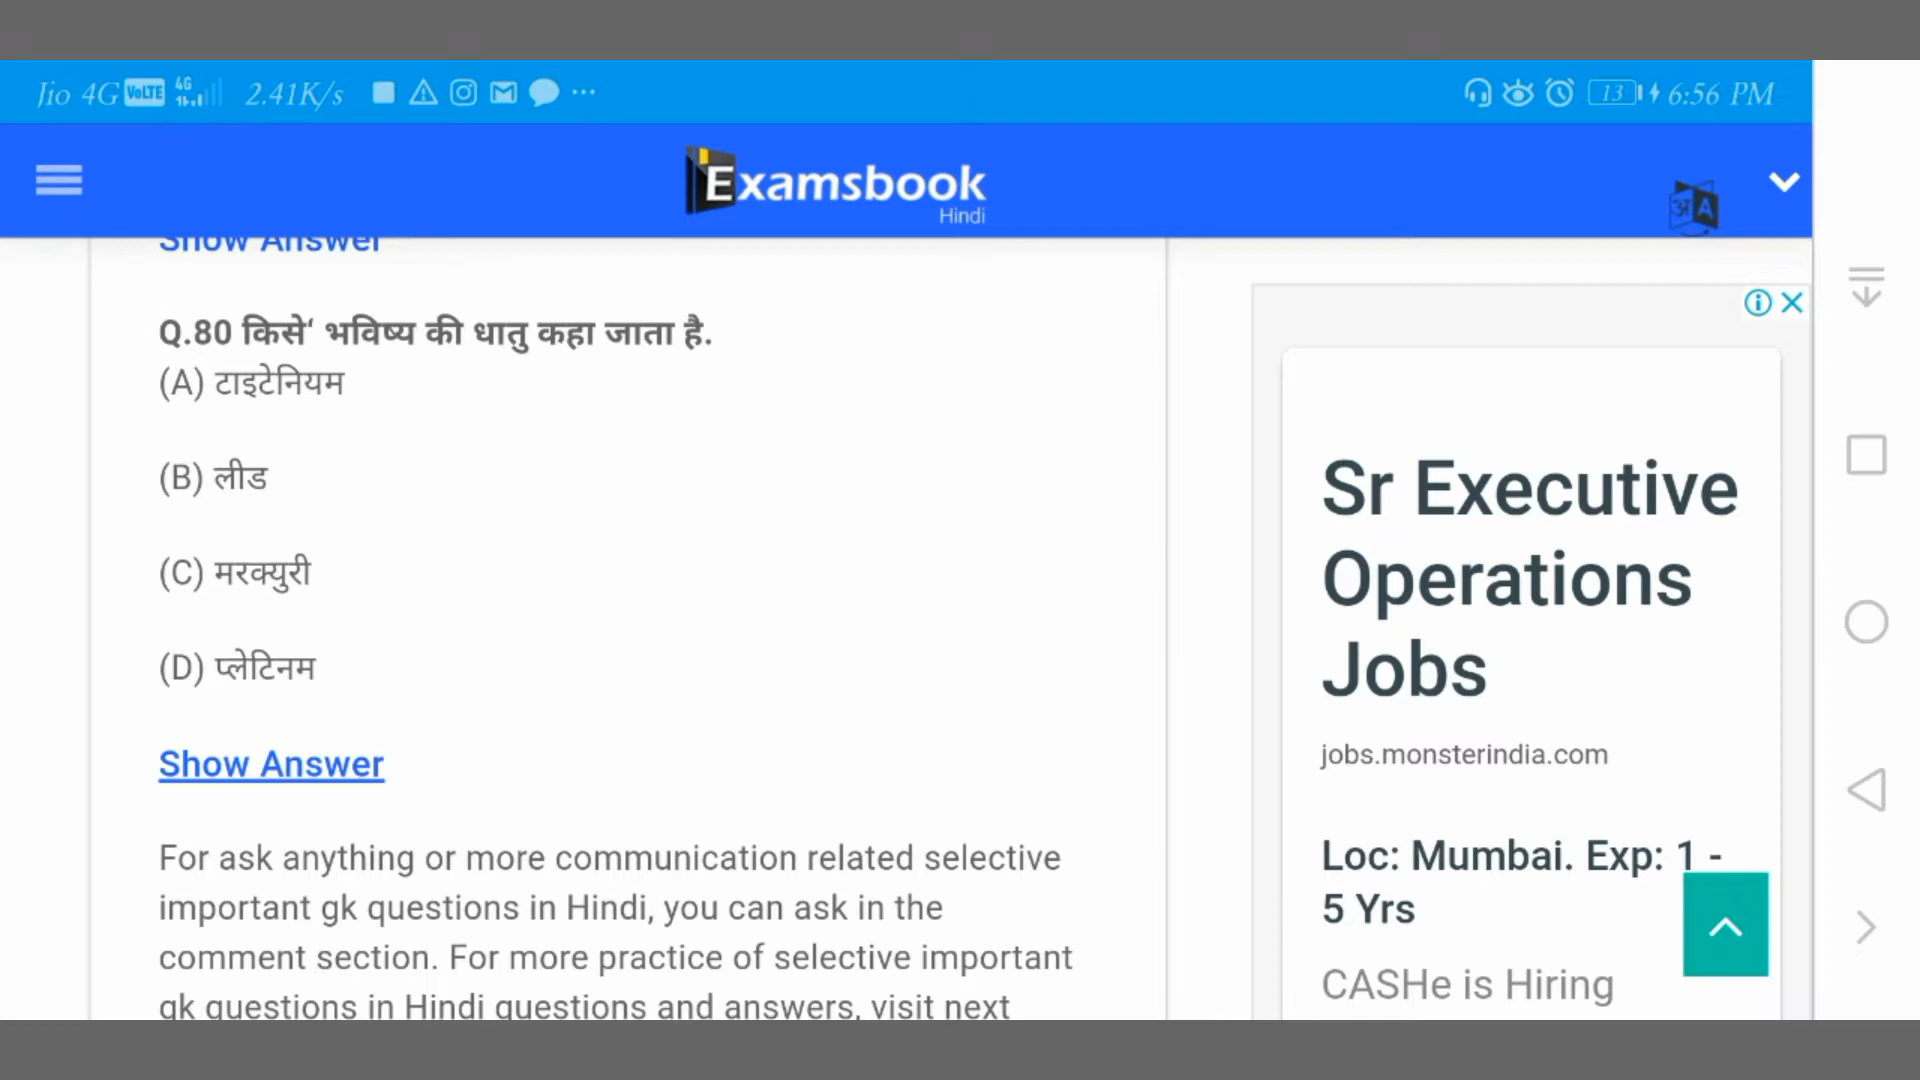 Jio 4G VoLTE 4G 2.41K/s ··· 13 6:56 PM
Examsbook
Hindi
अ A
Show Answer
Q.80 किसे‘ भविष्य की धातु कहा जाता है.
(A) टाइटेनियम
(B) लीड
(C) मरक्युरी
(D) प्लेटिनम
Show Answer
For ask anything or more communication related selective
important gk questions in Hindi, you can ask in the
comment section. For more practice of selective important
gk questions in Hindi questions and answers, visit next
Sr Executive
Operations
Jobs
jobs.monsterindia.com
Loc: Mumbai. Exp: 1 -
5 Yrs
CASHe is Hiring